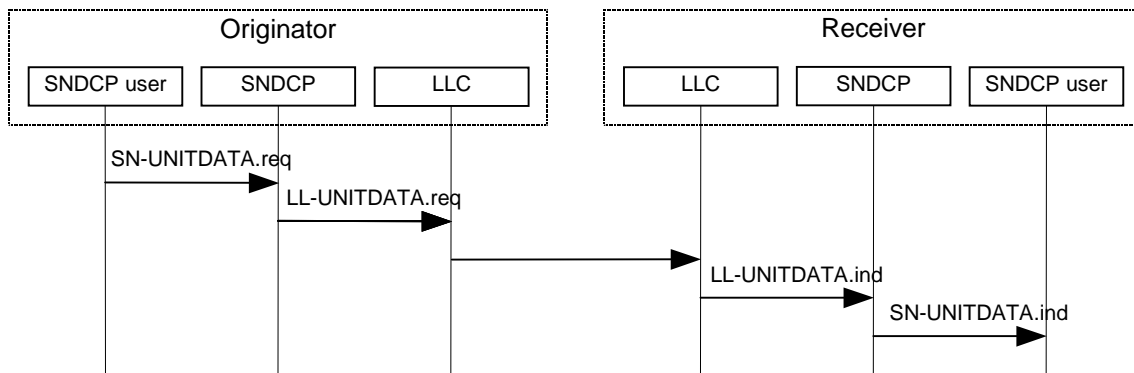 Originator
Receiver
SNDCP user
SNDCP
LLC
LLC
SNDCP
SNDCP user
SN-UNITDATA.req
LL-UNITDATA.req
LL-UNITDATA.ind
SN-UNITDATA.ind